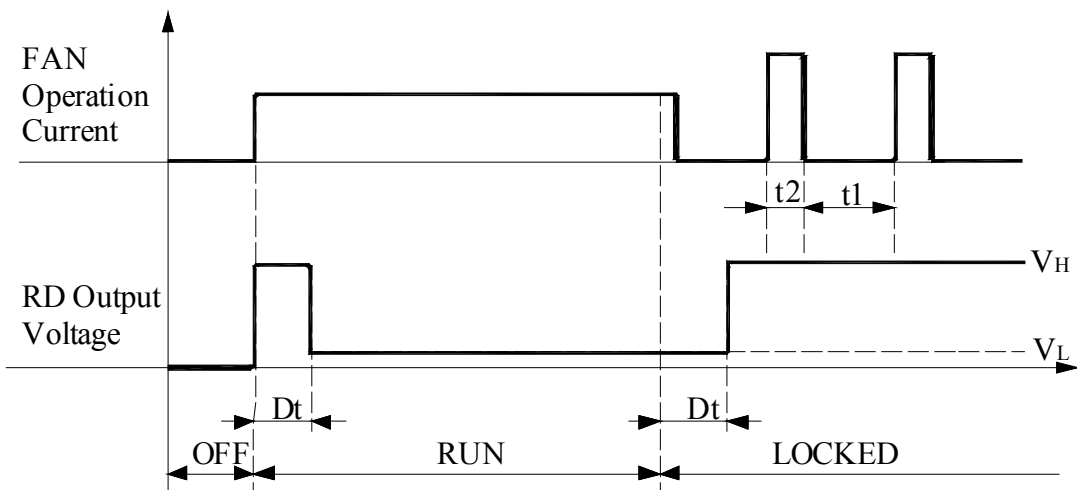 FAN
Operation
Current
t2
t1
VH
RD Output
Voltage
VL
Dt
Dt
OFF
RUN
LOCKED